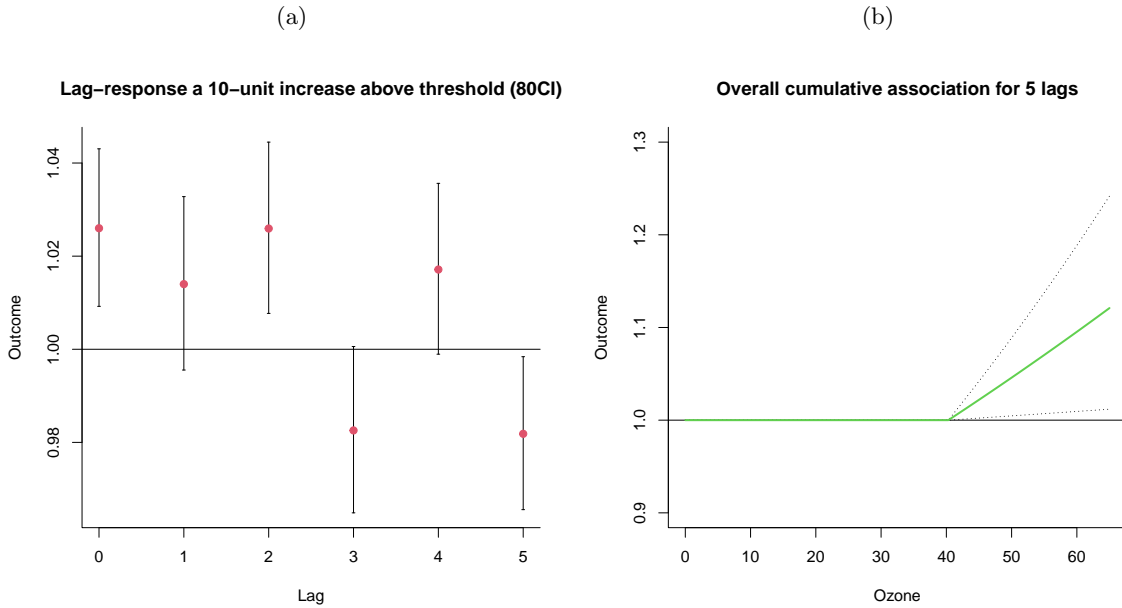 (a)
Lag−response a 10−unit increase above threshold (80CI)
Outcome
1.04
1.02
1.00
0.98
0 1 2 3 4 5
Lag
(b)
Overall cumulative association for 5 lags
Outcome
1.3
1.2
1.1
1.0
0.9
0 10 20 30 40 50 60
Ozone